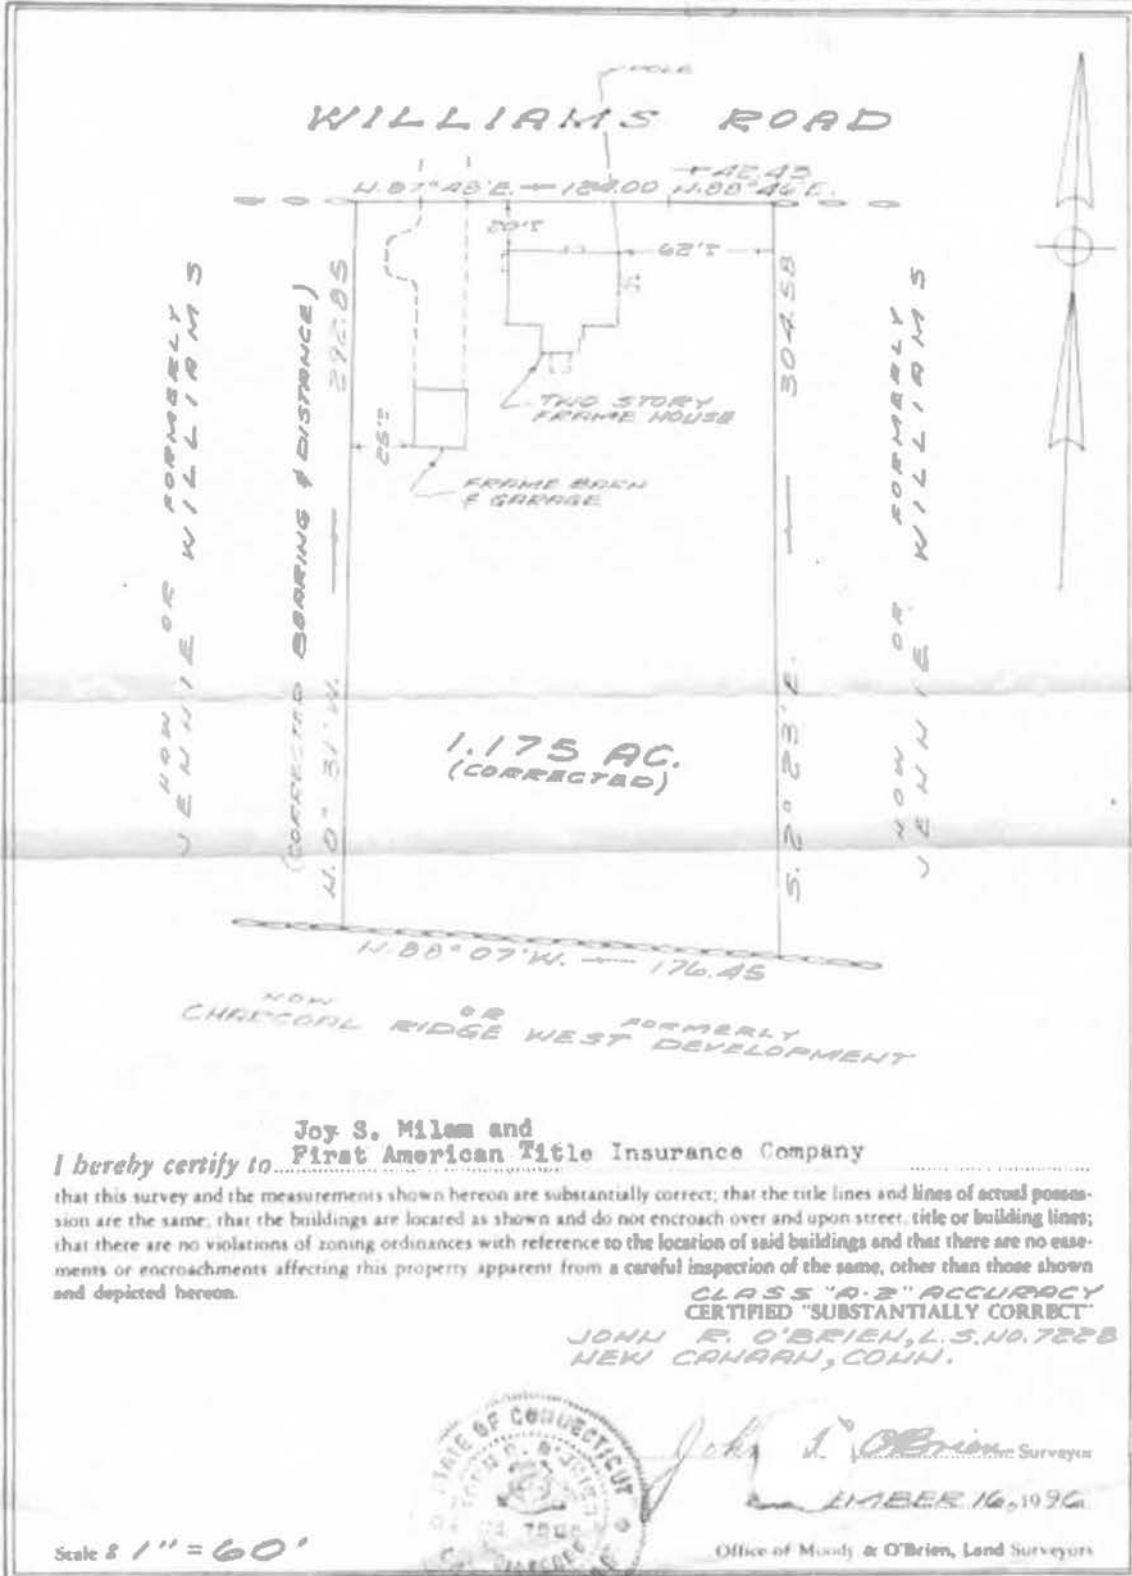 POLE
WILLIAMS ROAD
42.43
N. 87° 48' E. 124.00 N. 88° 46' E.
20'±
62'±
NOW OR FORMERLY
JENNIE WILLIAMS
(CORRECTED BEARING & DISTANCE)
N. 0° 31' W. 292.85
25'±
TWO STORY
FRAME HOUSE
FRAME BARN
& GARAGE
S. 2° 23' E. 304.58
NOW OR FORMERLY
JENNIE WILLIAMS
1.175 AC.
(CORRECTED)
N. 88° 07' W. 176.45
NOW OR FORMERLY
CHARCOAL RIDGE WEST DEVELOPMENT
Joy S. Milam and
I hereby certify to First American Title Insurance Company
that this survey and the measurements shown hereon are substantially correct; that the title lines and lines of actual posses-
sion are the same; that the buildings are located as shown and do not encroach over and upon street, title or building lines;
that there are no violations of zoning ordinances with reference to the location of said buildings and that there are no ease-
ments or encroachments affecting this property apparent from a careful inspection of the same, other than those shown
and depicted hereon.
CLASS "A-2" ACCURACY
CERTIFIED "SUBSTANTIALLY CORRECT"
JOHN R. O'BRIEN, L.S. NO. 7228
NEW CANAAN, CONN.
STATE OF CONNECTICUT
John O'Brien Surveyor
EMBER 16, 19
Scale 1" = 60'
Office of Moody & O'Brien, Land Surveyors